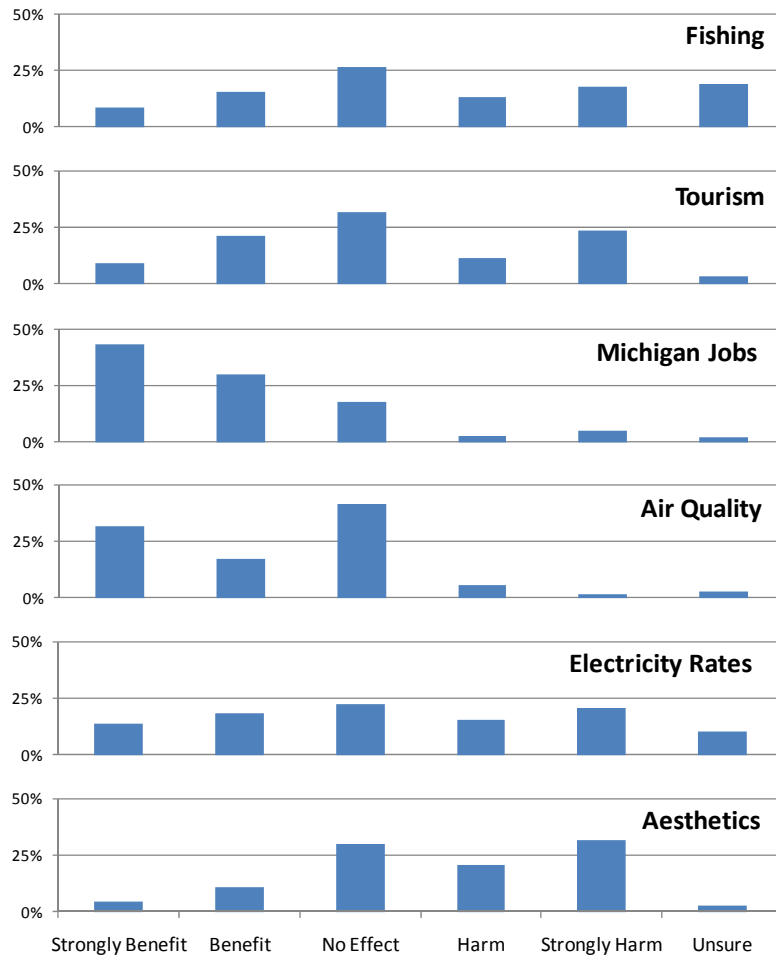 50%
Fishing
25%
0%
50%
Tourism
25%
0%
50%
Michigan Jobs
25%
0%
50%
Air Quality
25%
0%
50%
Electricity Rates
25%
0%
50%
Aesthetics
25%
0%
Strongly Benefit Benefit No Effect Harm Strongly Harm Unsure